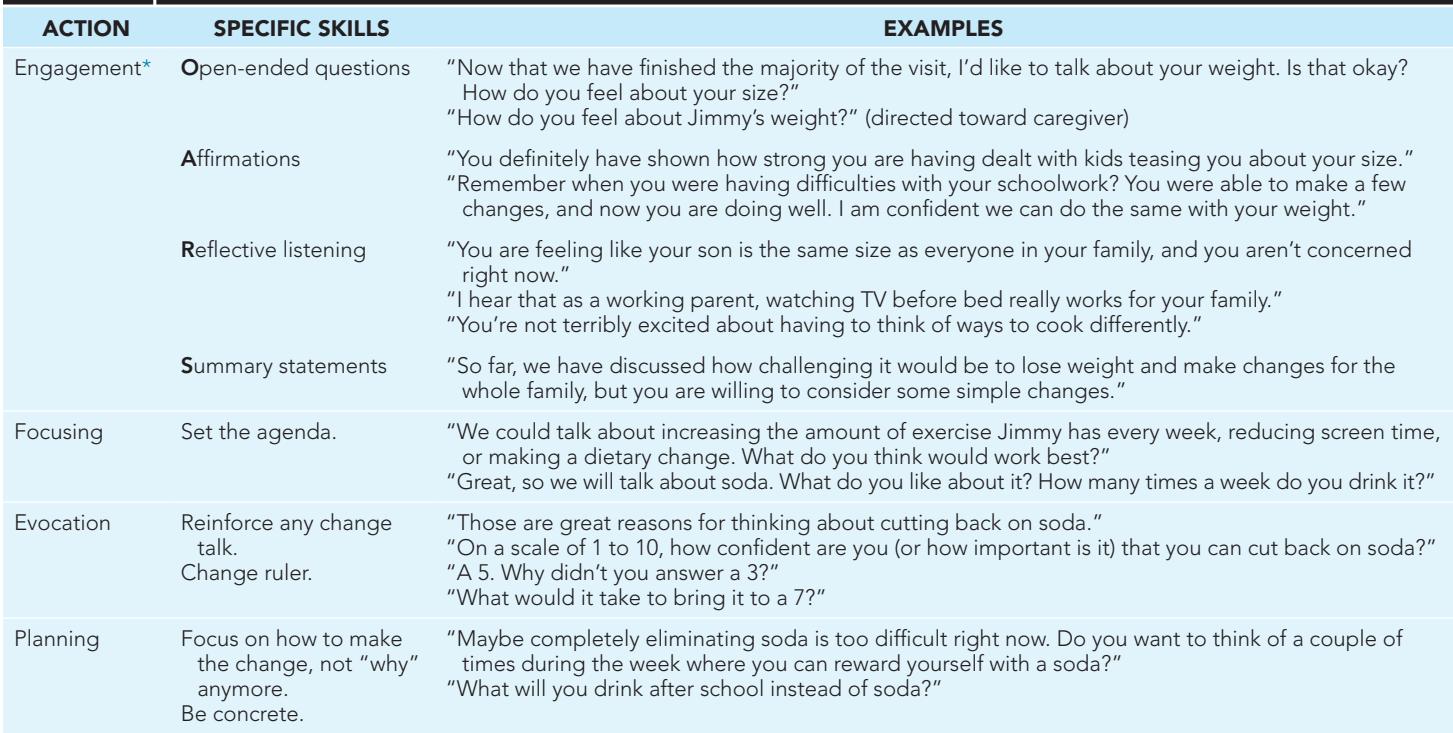 ACTION SPECIFIC SKILLS EXAMPLES
Engagement* Open-ended questions “Now that we have finished the majority of the visit, I’d like to talk about your weight. Is that okay?
How do you feel about your size?”
“How do you feel about Jimmy’s weight?” (directed toward caregiver)
Affirmations “You definitely have shown how strong you are having dealt with kids teasing you about your size.”
“Remember when you were having difficulties with your schoolwork? You were able to make a few
changes, and now you are doing well. I am confident we can do the same with your weight.”
Reflective listening “You are feeling like your son is the same size as everyone in your family, and you aren’t concerned
right now.”
“I hear that as a working parent, watching TV before bed really works for your family.”
“You’re not terribly excited about having to think of ways to cook differently.”
Summary statements “So far, we have discussed how challenging it would be to lose weight and make changes for the
whole family, but you are willing to consider some simple changes.”
Focusing Set the agenda. “We could talk about increasing the amount of exercise Jimmy has every week, reducing screen time,
or making a dietary change. What do you think would work best?”
“Great, so we will talk about soda. What do you like about it? How many times a week do you drink it?”
Evocation Reinforce any change “Those are great reasons for thinking about cutting back on soda.”
talk. “On a scale of 1 to 10, how confident are you (or how important is it) that you can cut back on soda?”
Change ruler. “A 5. Why didn’t you answer a 3?”
“What would it take to bring it to a 7?”
Planning Focus on how to make “Maybe completely eliminating soda is too difficult right now. Do you want to think of a couple of
the change, not “why” times during the week where you can reward yourself with a soda?”
anymore. “What will you drink after school instead of soda?”
Be concrete.